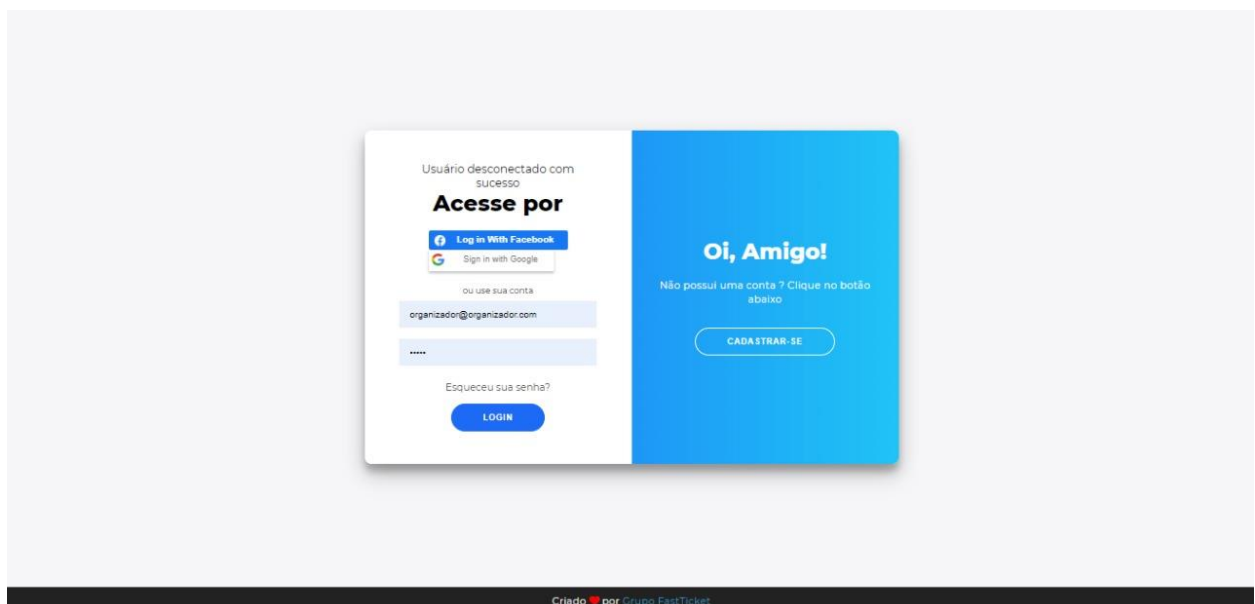 Usuário desconectado com
sucesso
Acesse por
Log in With Facebook
Sign in with Google
ou use sua conta
organizador@organizador.com
•••••
Esqueceu sua senha?
LOGIN
Oi, Amigo!
Não possui uma conta ? Clique no botão
abaixo
CADASTRAR-SE
Criado ❤ por Grupo FastTicket